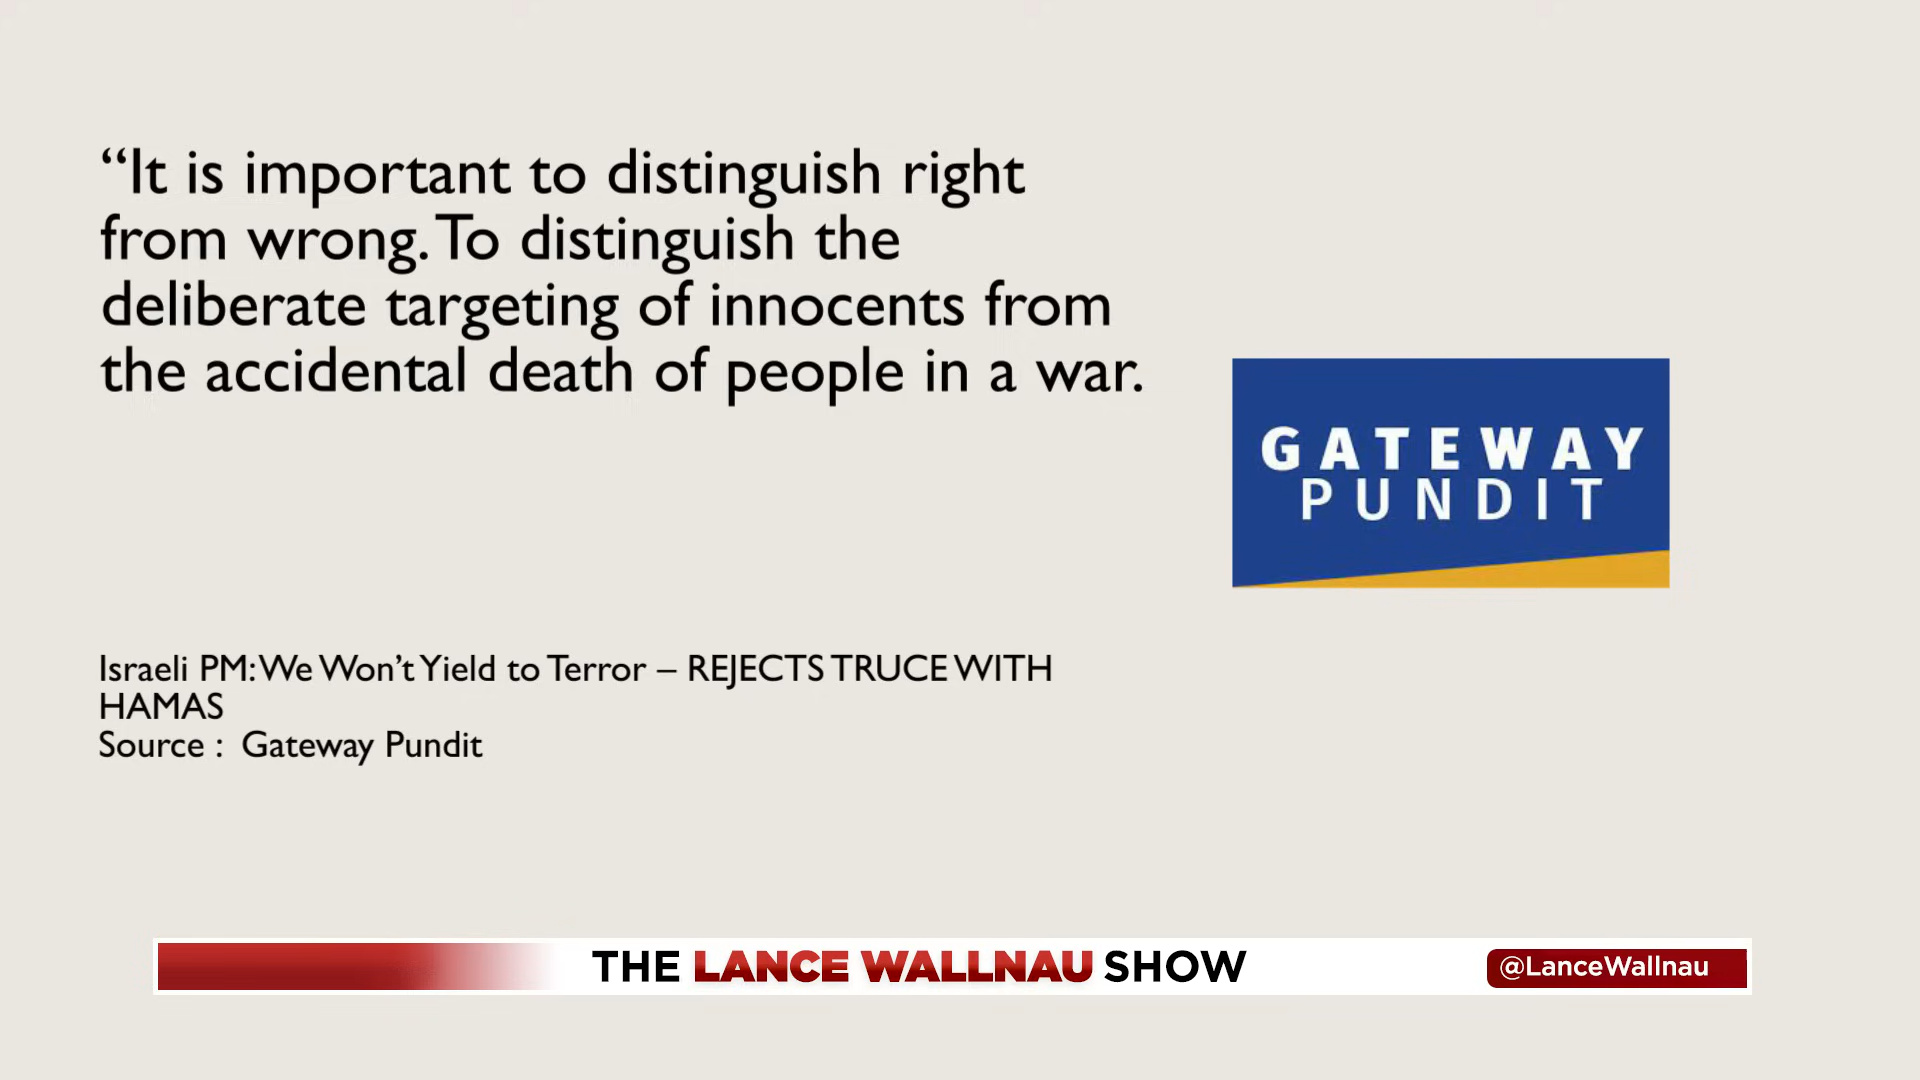 “It is important to distinguish right
from wrong. To distinguish the
deliberate targeting of innocents from
the accidental death of people in a war.
GATEWAY
PUNDIT
Israeli PM: We Won’t Yield to Terror – REJECTS TRUCE WITH
HAMAS
Source : Gateway Pundit
THE LANCE WALLNAU SHOW
@LanceWallnau